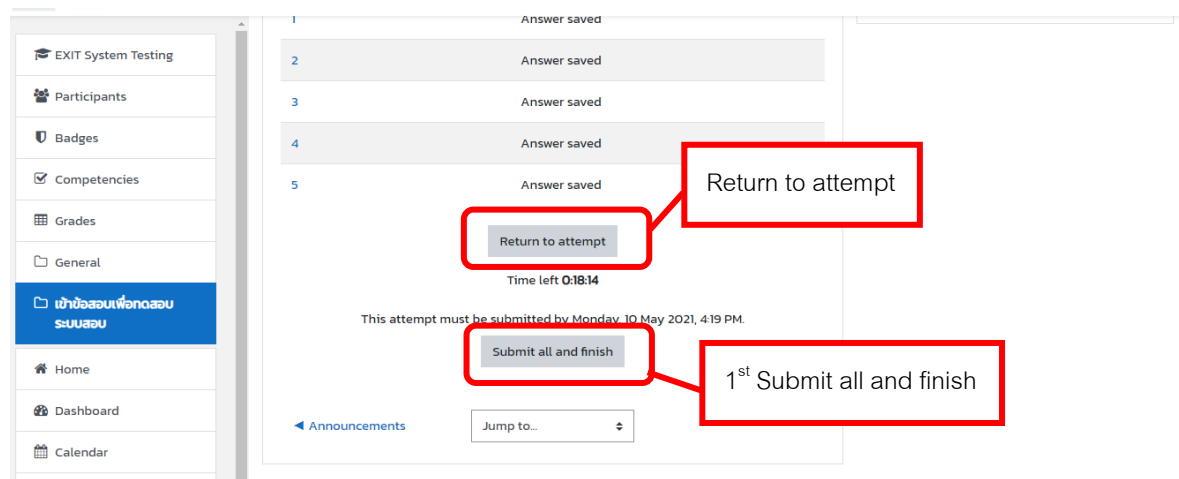 EXIT System Testing
Participants
Badges
Competencies
Grades
General
เข้าข้อสอบเพื่อทดสอบ
ระบบสอบ
Home
Dashboard
Calendar
1 Answer saved
2 Answer saved
3 Answer saved
4 Answer saved
5 Answer saved
Return to attempt
Time left 0:18:14
This attempt must be submitted by Monday, 10 May 2021, 4:19 PM.
Submit all and finish
◄ Announcements
Jump to...
Return to attempt
1st Submit all and finish